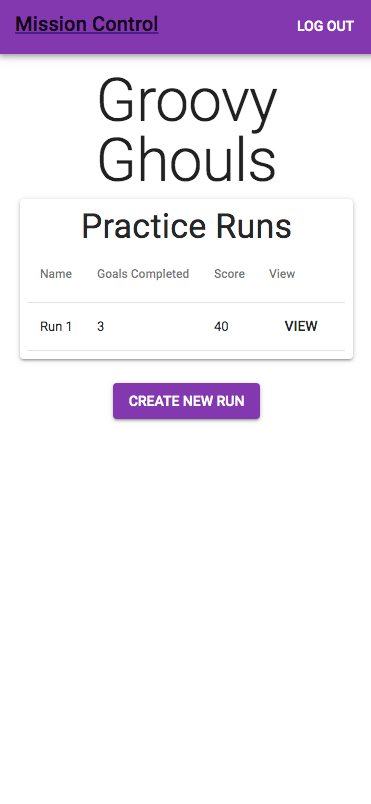 Mission Control LOG OUT
Groovy
Ghouls
Practice Runs
Name Goals Completed Score View
Run 1 3 40 VIEW
CREATE NEW RUN